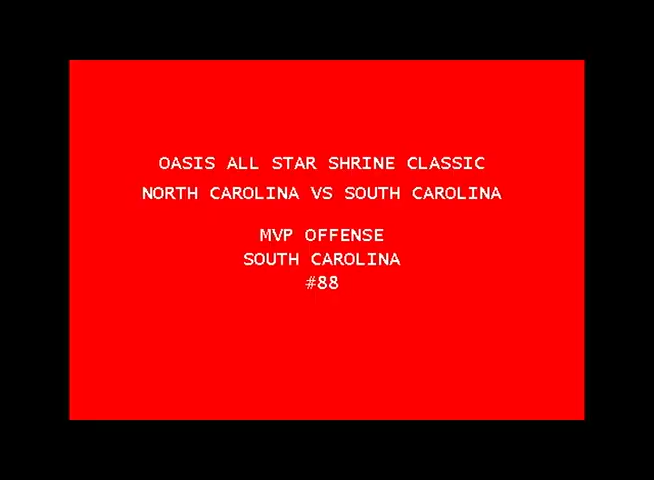 OASIS ALL STAR SHRINE CLASSIC
NORTH CAROLINA VS SOUTH CAROLINA
MVP OFFENSE
SOUTH CAROLINA
#88